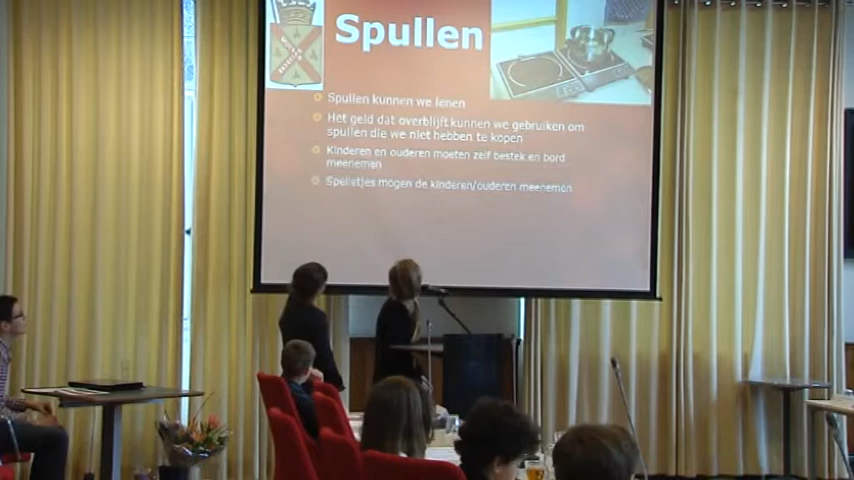 Spullen
Spullen kunnen we lenen
Het geld dat overblijft kunnen we gebruiken om
spullen die we niet hebben te kopen
Kinderen en ouderen moeten zelf bestek en bord
meenemen
Spelletjes mogen de kinderen/ouderen meenemen